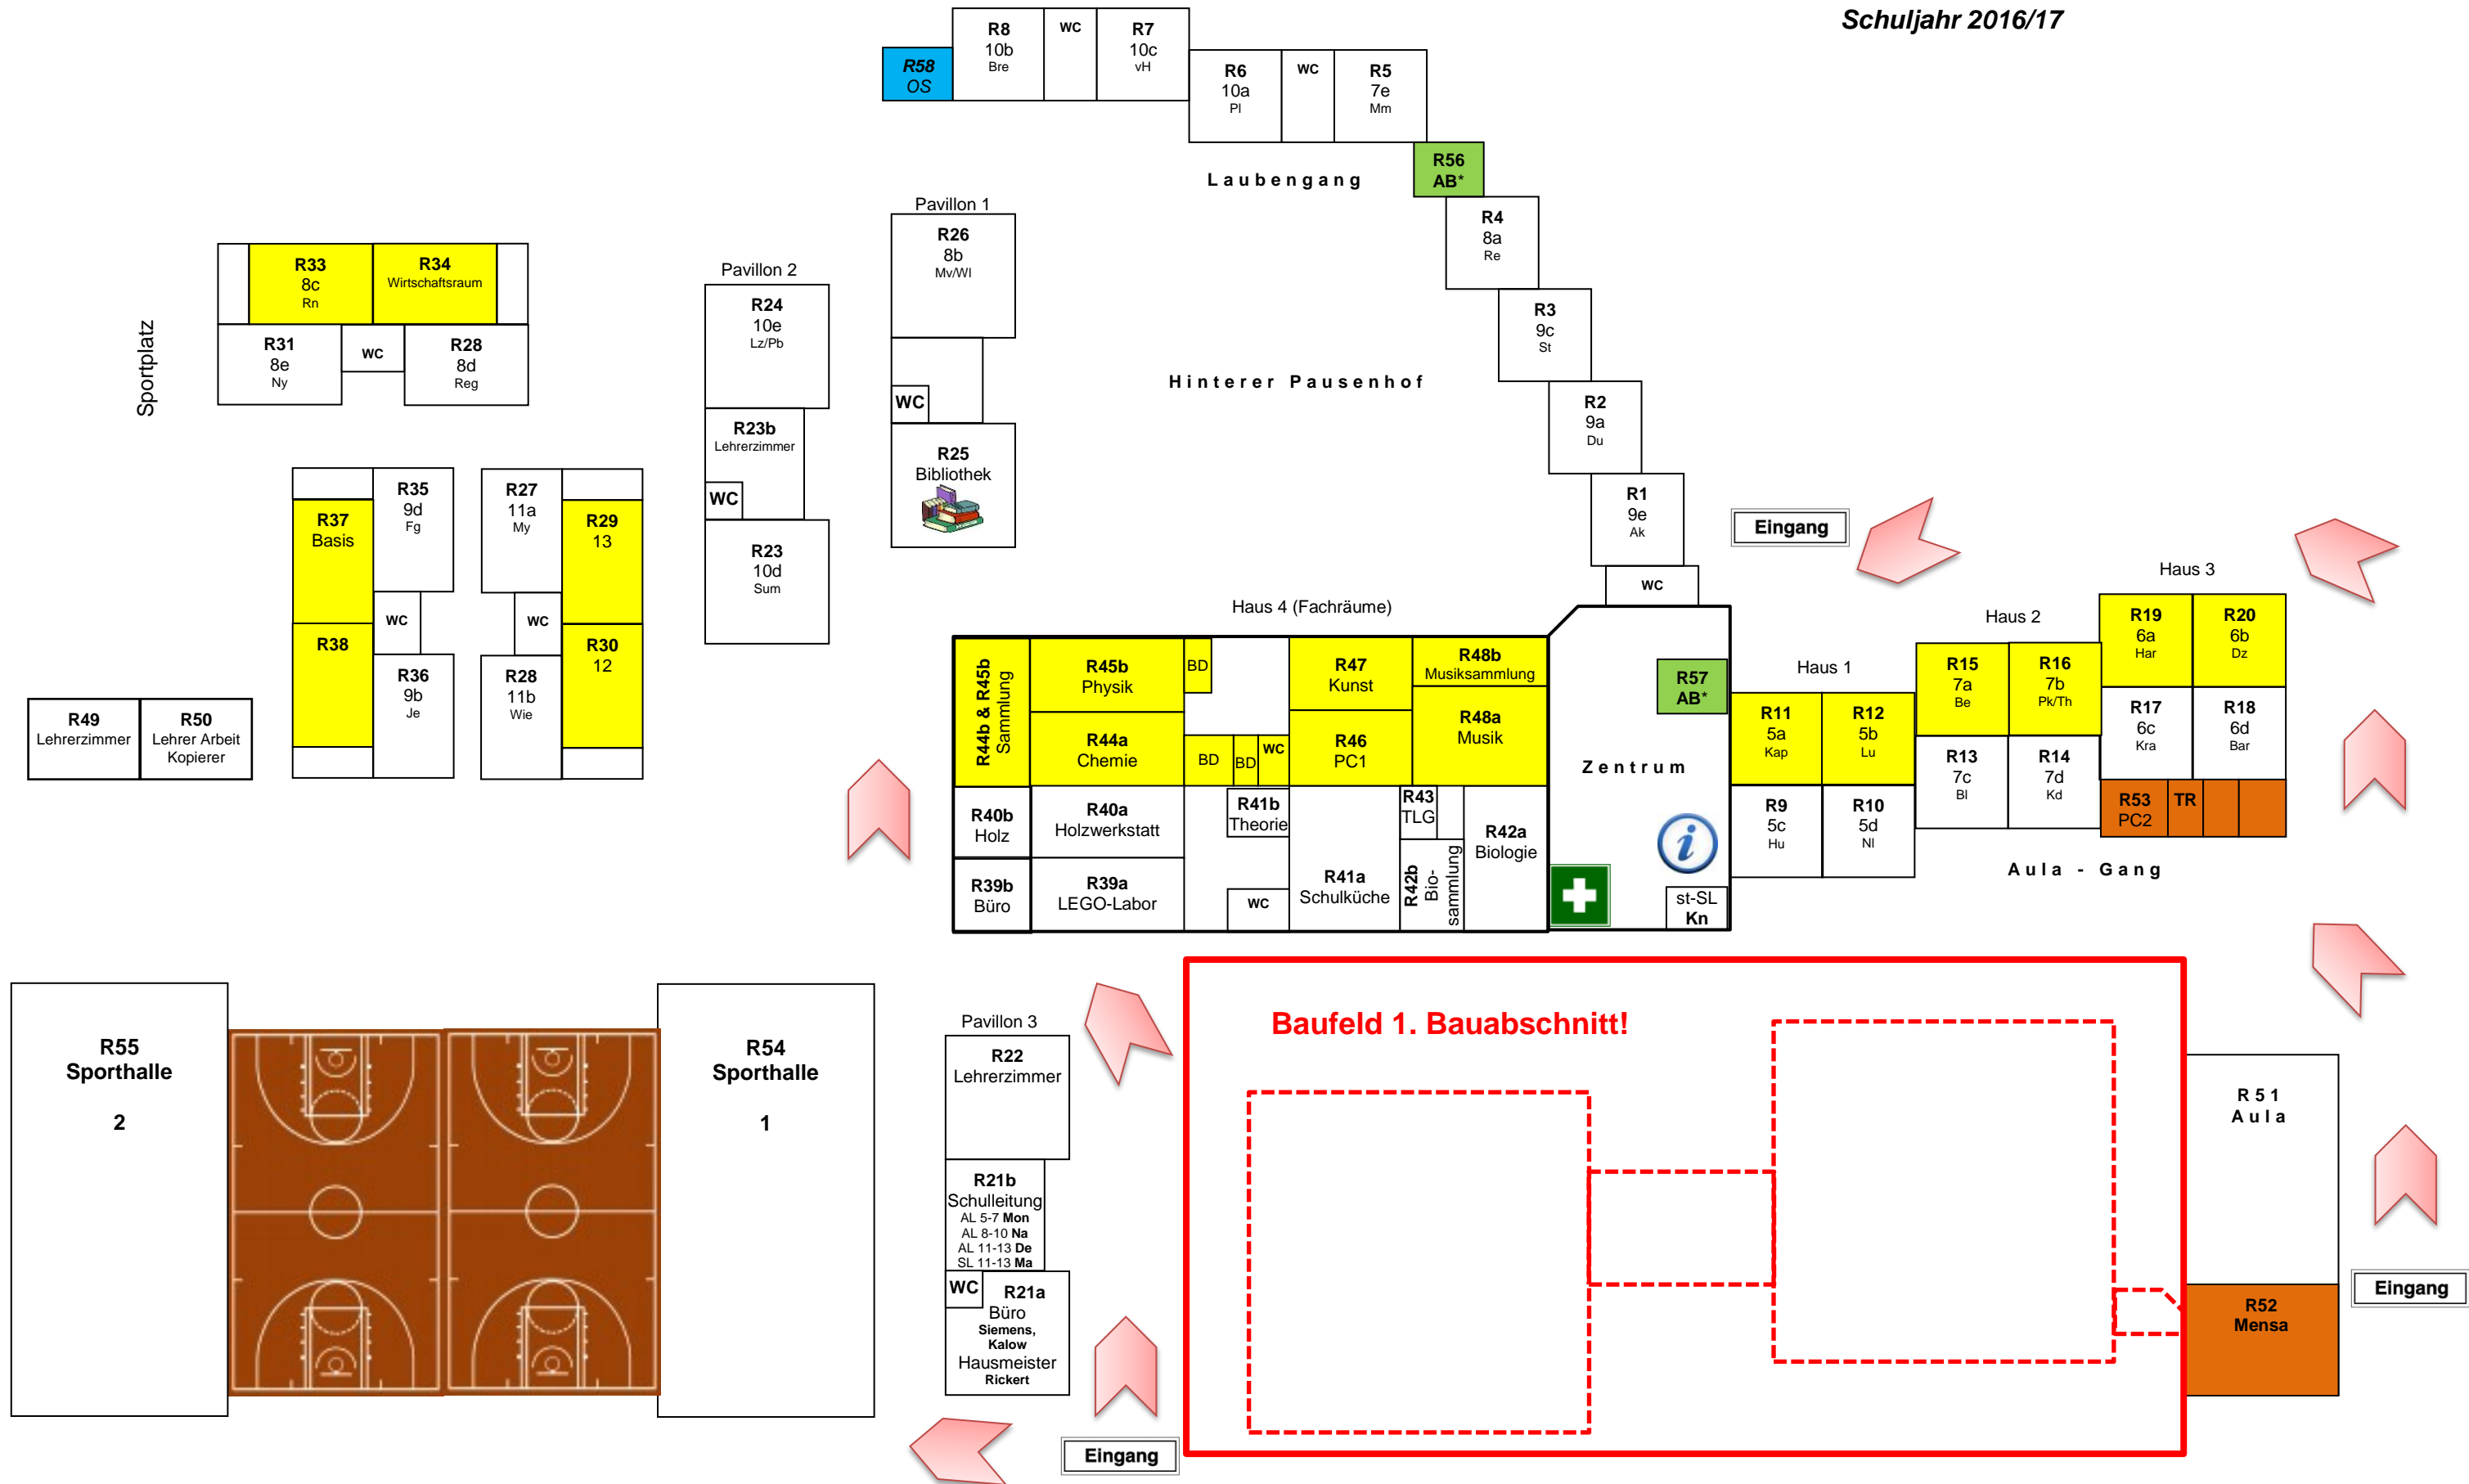 Schuljahr 2016/17
R8
10b
Bre
WC
R7
10c
vH
R58
OS
R6
10a
Pl
WC
R5
7e
Mm
R56
AB*
Laubengang
R4
8a
Re
Pavillon 1
R26
8b
Mv/Wl
WC
R25
Bibliothek
Pavillon 2
R24
10e
Lz/Pb
R23b
Lehrerzimmer
WC
R23
10d
Sum
Sportplatz
R33
8c
Rn
R34
Wirtschaftsraum
R31
8e
Ny
WC
R28
8d
Reg
R3
9c
St
Hinterer Pausenhof
R2
9a
Du
R1
9e
Ak
WC
Eingang
R37
Basis
R35
9d
Fg
WC
R38
R36
9b
Je
R27
11a
My
R29
13
WC
R30
12
R28
11b
Wie
R49
Lehrerzimmer
R50
Lehrer Arbeit
Kopierer
Haus 4 (Fachräume)
R44b & R45b
Sammlung
R45b
Physik
BD
R47
Kunst
R48b
Musiksammlung
R44a
Chemie
BD
BD
WC
R46
PC1
R48a
Musik
R40b
Holz
R40a
Holzwerkstatt
R41b
Theorie
R43
TLG
R42a
Biologie
R39b
Büro
R39a
LEGO-Labor
WC
R41a
Schulküche
R42b
Bio-
sammlung
R57
AB*
Zentrum
st-SL
Kn
Haus 1
R11
5a
Kap
R12
5b
Lu
R9
5c
Hu
R10
5d
Nl
Haus 2
R15
7a
Be
R16
7b
Pk/Th
R13
7c
Bl
R14
7d
Kd
Haus 3
R19
6a
Har
R20
6b
Dz
R17
6c
Kra
R18
6d
Bar
R53
PC2
TR
Aula - Gang
R55
Sporthalle
2
R54
Sporthalle
1
Pavillon 3
R22
Lehrerzimmer
R21b
Schulleitung
AL 5-7 Mon
AL 8-10 Na
AL 11-13 De
SL 11-13 Ma
WC
R21a
Büro
Siemens,
Kalow
Hausmeister
Rickert
Eingang
Baufeld 1. Bauabschnitt!
R51
Aula
R52
Mensa
Eingang